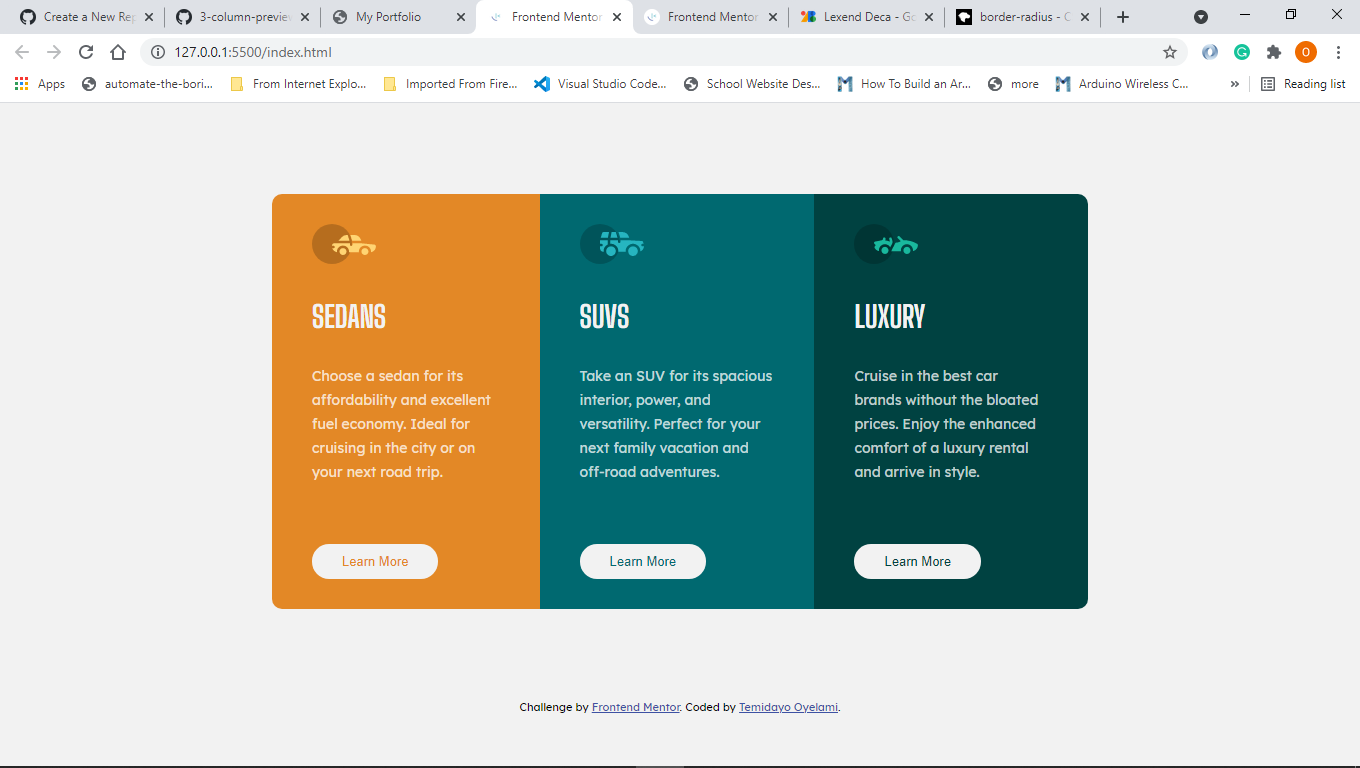 Create a New Rep
3-column-preview
My Portfolio
Frontend Mentor
Frontend Mentor
Lexend Deca - Go
border-radius - C
127.0.0.1:5500/index.html
O
Apps
automate-the-bori...
From Internet Explo...
Imported From Fire...
Visual Studio Code...
School Website Des...
How To Build an Ar...
more
Arduino Wireless C...
»
Reading list
SEDANS
Choose a sedan for its
affordability and excellent
fuel economy. Ideal for
cruising in the city or on
your next road trip.
Learn More
SUVS
Take an SUV for its spacious
interior, power, and
versatility. Perfect for your
next family vacation and
off-road adventures.
Learn More
LUXURY
Cruise in the best car
brands without the bloated
prices. Enjoy the enhanced
comfort of a luxury rental
and arrive in style.
Learn More
Challenge by Frontend Mentor. Coded by Temidayo Oyelami.